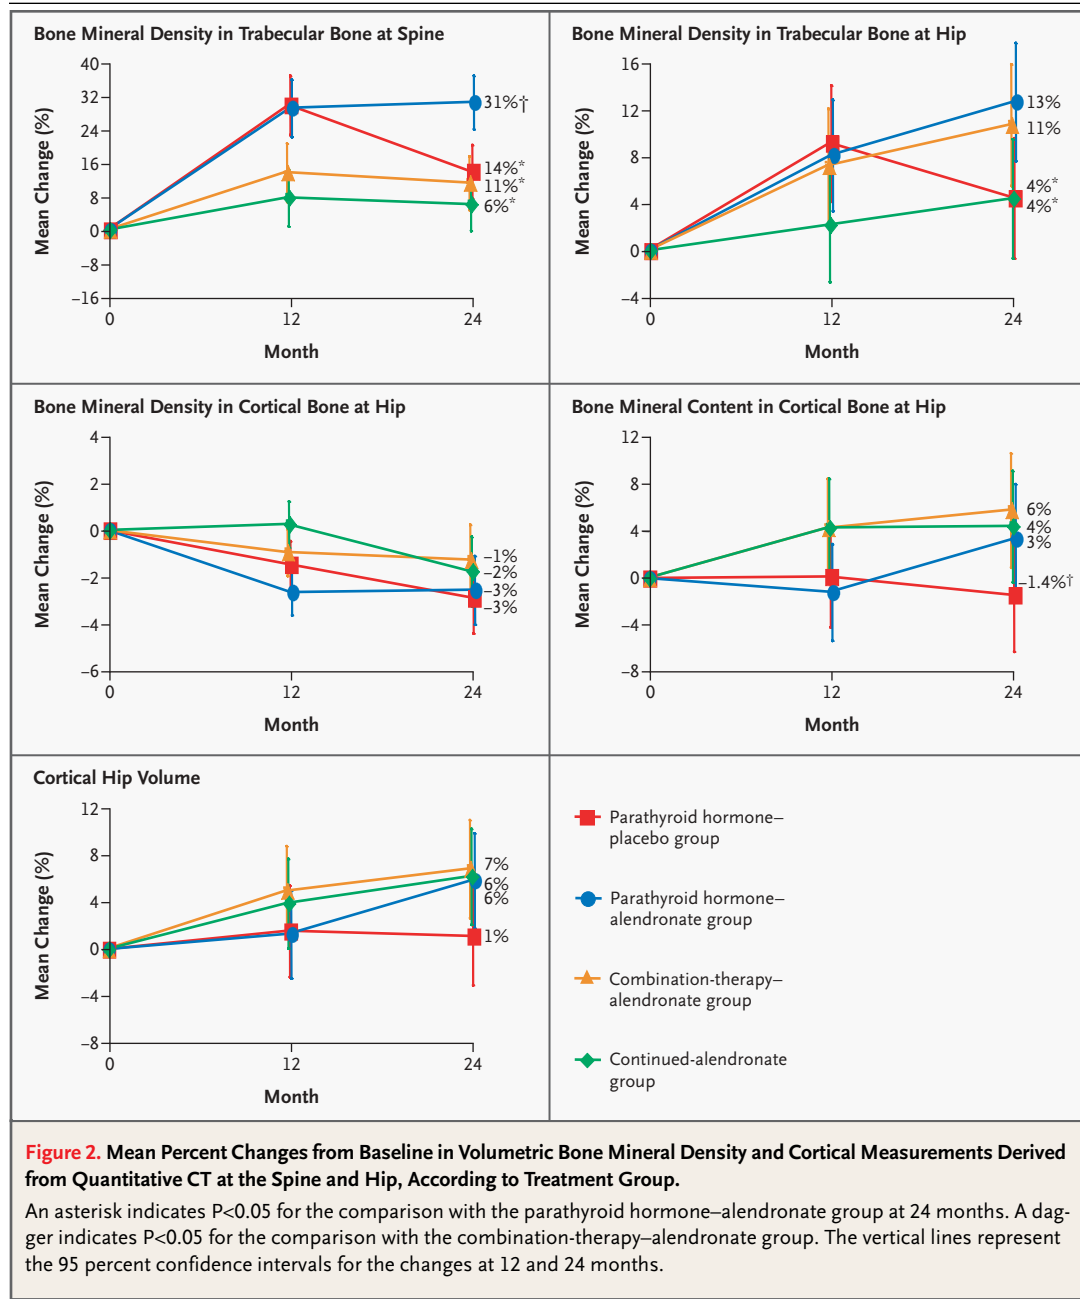 Bone Mineral Density in Trabecular Bone at Spine
40
32
24
16
8
0
–8
–16
Mean Change (%)
31%†
14%*
11%*
6%*
0
12
24
Month
Bone Mineral Density in Trabecular Bone at Hip
16
12
8
4
0
–4
Mean Change (%)
13%
11%
4%*
4%*
0
12
24
Month
Bone Mineral Density in Cortical Bone at Hip
4
2
0
–2
–4
–6
Mean Change (%)
–1%
–2%
–3%
–3%
0
12
24
Month
Bone Mineral Content in Cortical Bone at Hip
12
8
4
0
–4
–8
Mean Change (%)
6%
4%
3%
–1.4%†
0
12
24
Month
Cortical Hip Volume
12
8
4
0
–4
–8
Mean Change (%)
7%
6%
6%
1%
0
12
24
Month
Parathyroid hormone–
placebo group
Parathyroid hormone–
alendronate group
Combination-therapy–
alendronate group
Continued-alendronate
group
Figure 2. Mean Percent Changes from Baseline in Volumetric Bone Mineral Density and Cortical Measurements Derived
from Quantitative CT at the Spine and Hip, According to Treatment Group.
An asterisk indicates P<0.05 for the comparison with the parathyroid hormone–alendronate group at 24 months. A dag-
ger indicates P<0.05 for the comparison with the combination-therapy–alendronate group. The vertical lines represent
the 95 percent confidence intervals for the changes at 12 and 24 months.